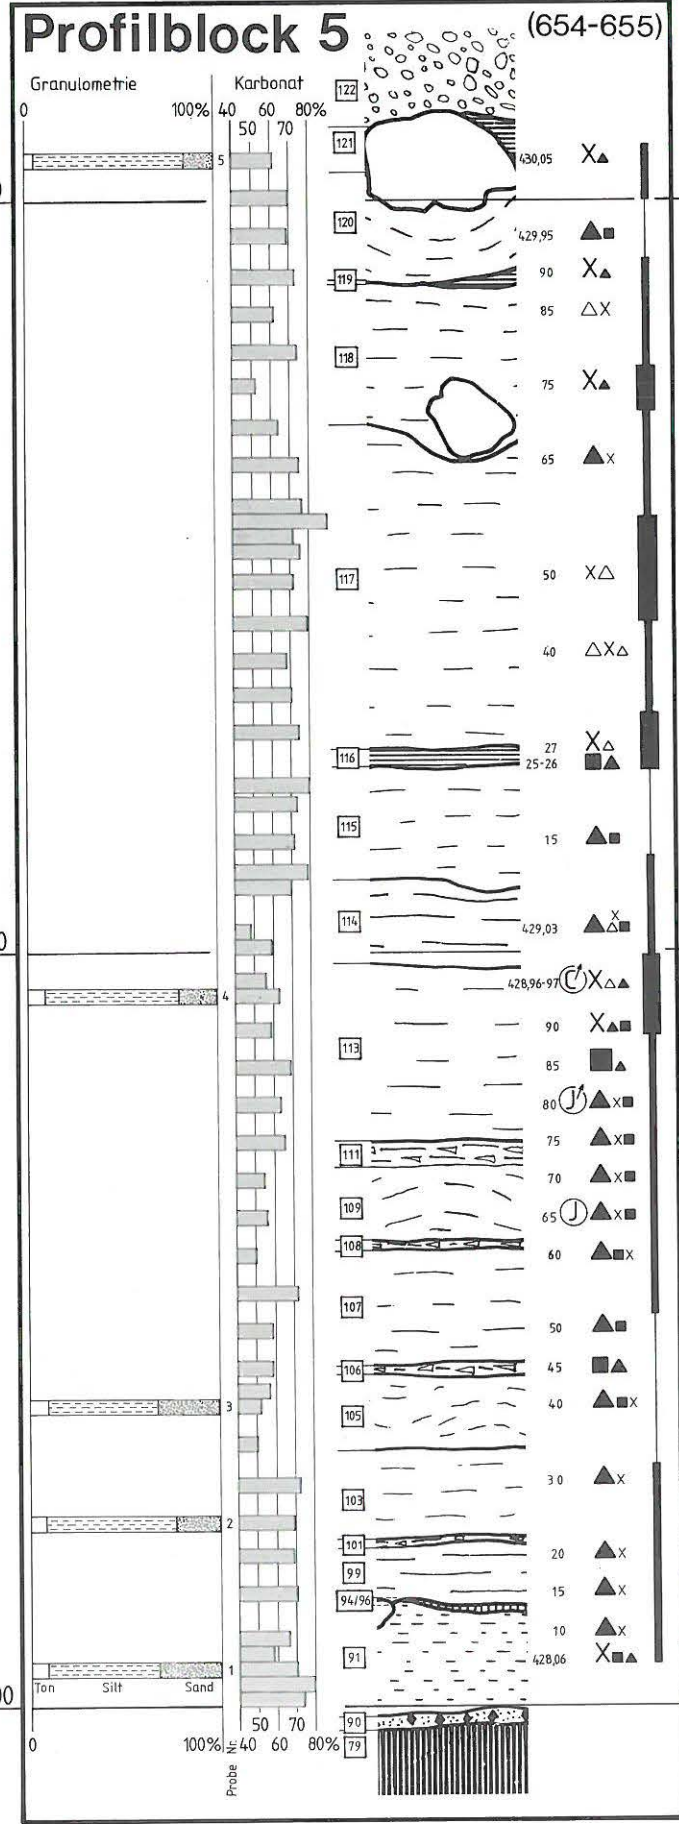 Profilblock 5 (654-655)
Granulometrie Karbonat
0 100% 40 60 80%
50 70
122
121
5 430,05 X
0
120
429,95
119 90 X
85 X
118
75 X
65 X
117 50 X
40 X
27 X
116 25-26
115 15
114 X
429,03
0
428,96-97 C X
4
90 X
113
85
80 J X
75 X
111
70 X
109
65 J X
108 60 X
107
50
106 45
40 X
3 105
30 X
103
2
101
20 X
99
15 X
94/96
10 X
91 428,06 X
1
Ton Silt Sand
00
90
50 70
0 100% 40 60 80%
79
Probe Nr.